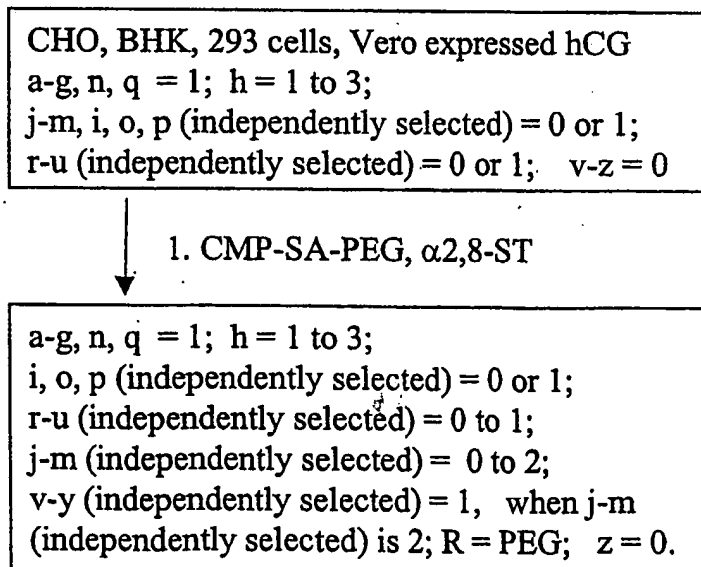 CHO, BHK, 293 cells, Vero expressed hCG
a-g, n, q = 1; h = 1 to 3;
j-m, i, o, p (independently selected) = 0 or 1;
r-u (independently selected) = 0 or 1; v-z = 0
1. CMP-SA-PEG, α2,8-ST
a-g, n, q = 1; h = 1 to 3;
i, o, p (independently selected) = 0 or 1;
r-u (independently selected) = 0 to 1;
j-m (independently selected) = 0 to 2;
v-y (independently selected) = 1, when j-m
(independently selected) is 2; R = PEG; z = 0.